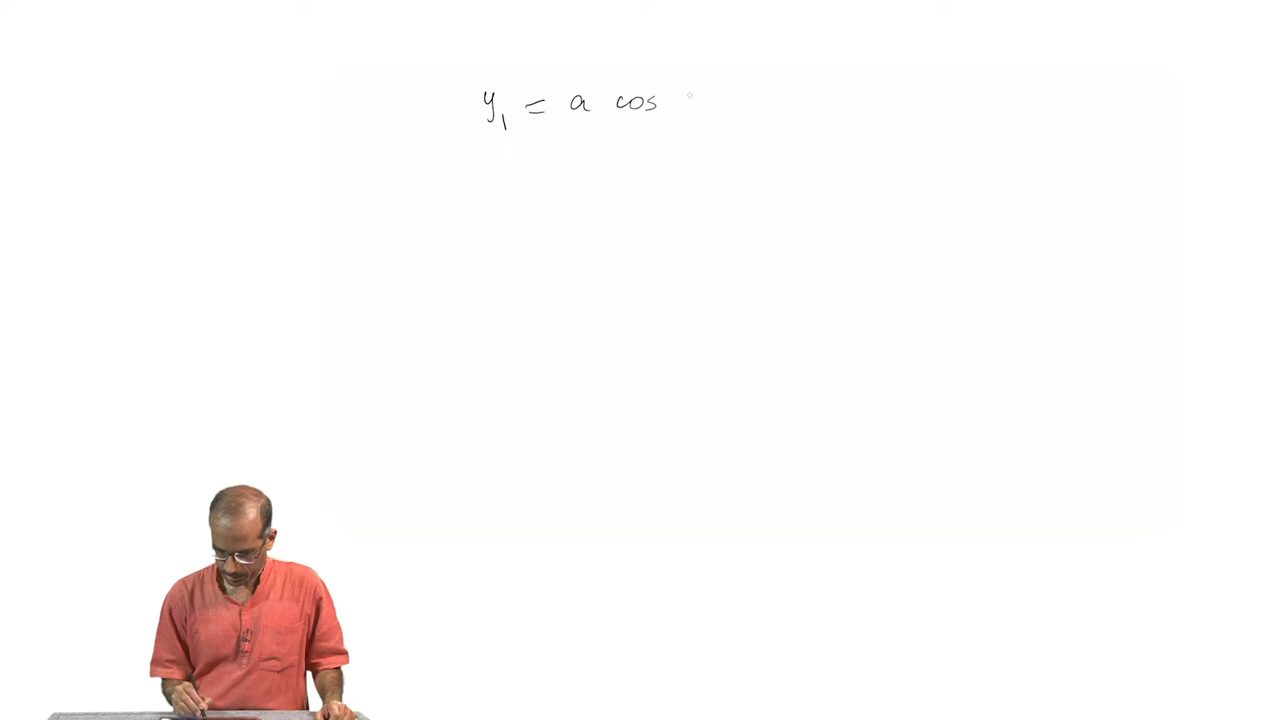 y₁ = a cos